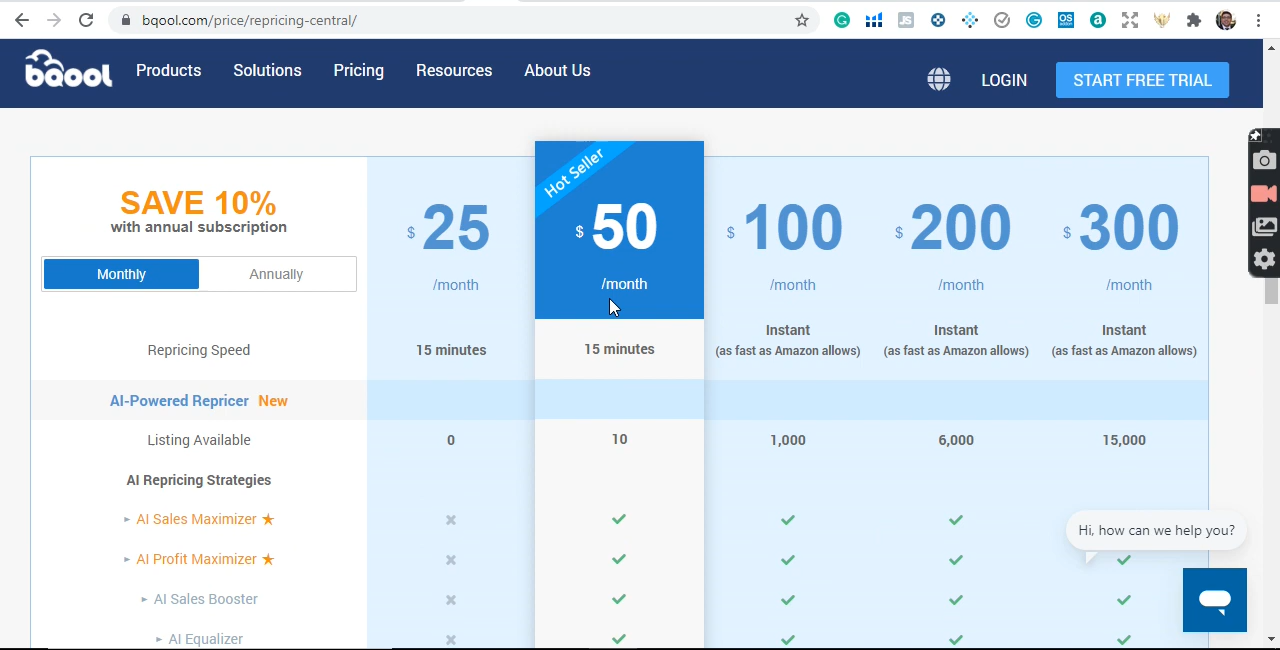 bqool.com/price/repricing-central/
bqool
Products Solutions Pricing Resources About Us
LOGIN
START FREE TRIAL
SAVE 10%
with annual subscription
Monthly Annually
$ 25 /month
Hot Seller
$ 50 /month
$ 100 /month
$ 200 /month
$ 300 /month
Repricing Speed 15 minutes 15 minutes Instant (as fast as Amazon allows) Instant (as fast as Amazon allows) Instant (as fast as Amazon allows)
AI-Powered Repricer New
Listing Available 0 10 1,000 6,000 15,000
AI Repricing Strategies
AI Sales Maximizer
AI Profit Maximizer
AI Sales Booster
AI Equalizer
Hi, how can we help you?